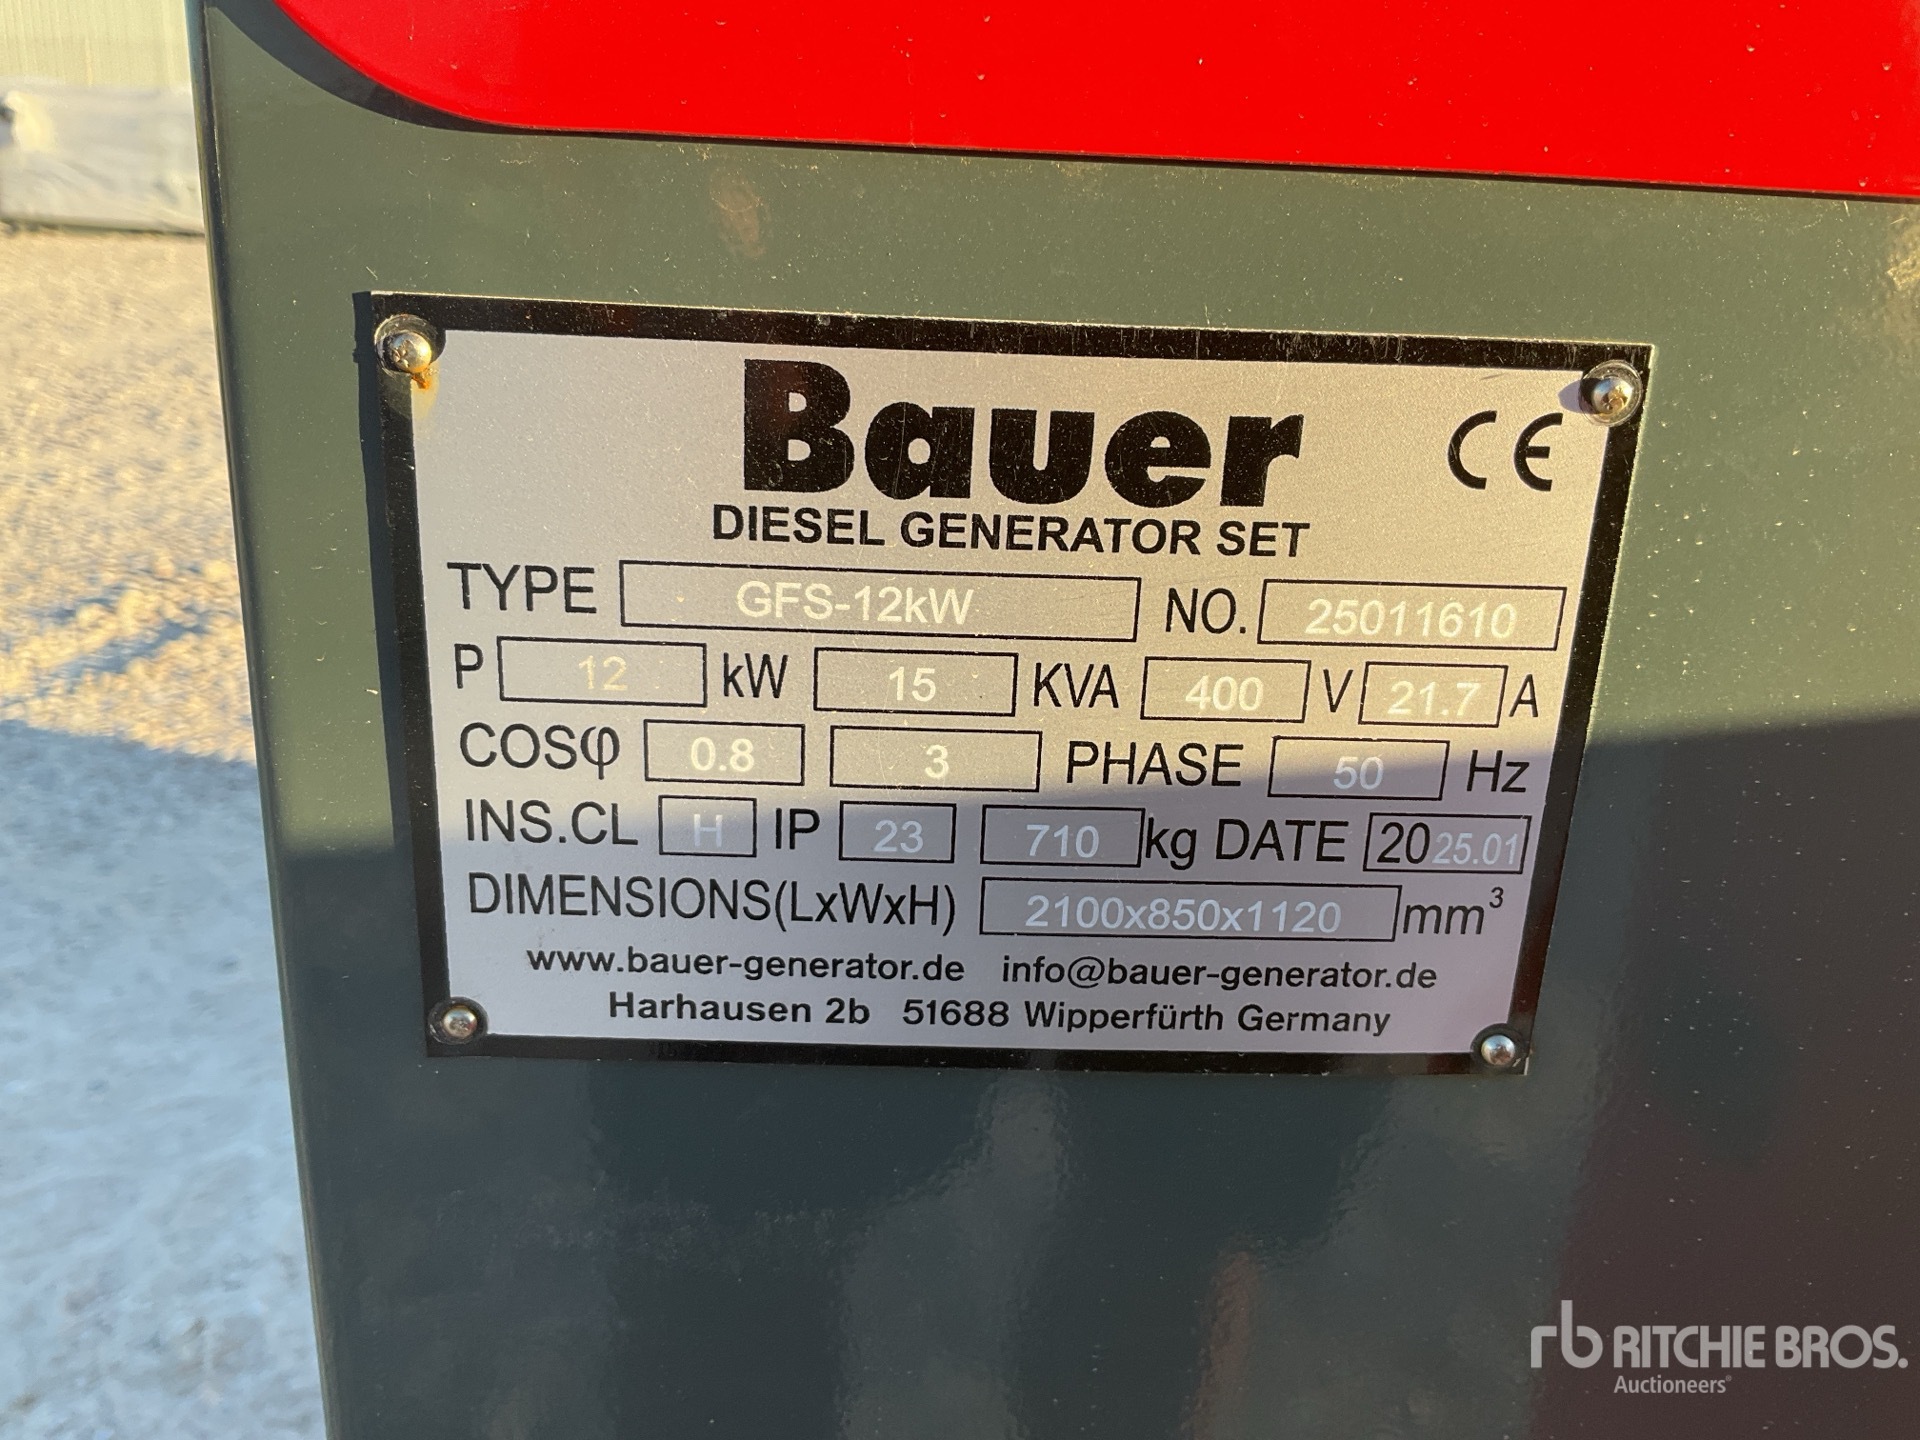 Bauer CE
DIESEL GENERATOR SET
TYPE GFS-12kW NO. 25011610
P 12 kW 15 KVA 400 V 21.7 A
COSφ 0.8 3 PHASE 50 Hz
INS.CL H IP 23 710 kg DATE 2025.01
DIMENSIONS(LxWxH) 2100x850x1120 mm³
www.bauer-generator.de info@bauer-generator.de
Harhausen 2b 51688 Wipperfürth Germany
rb RITCHIE BROS.
Auctioneers